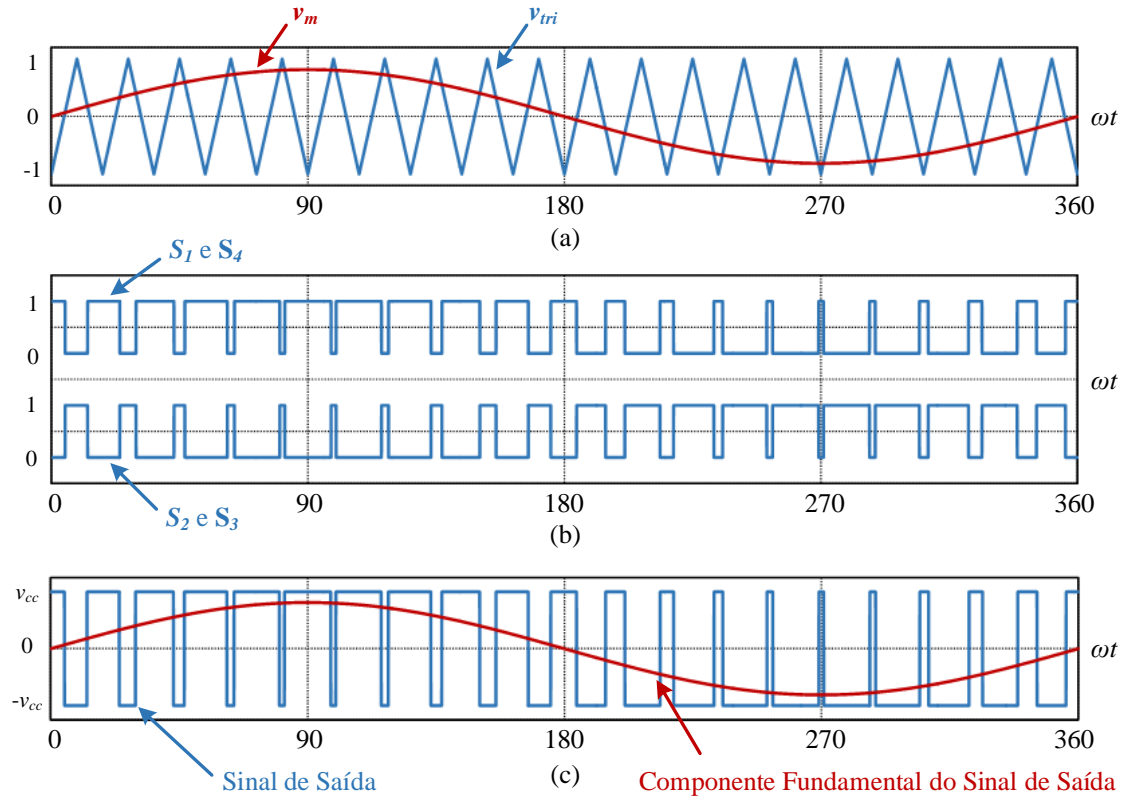 v_m v_tri
1
0
-1
ωt
0 90 180 270 360
(a)
S_1 e S_4
1
0
ωt
1
0
0 90 180 270 360
S_2 e S_3
(b)
v_cc
0
-v_cc
ωt
0 90 180 270 360
Sinal de Saída
(c)
Componente Fundamental do Sinal de Saída